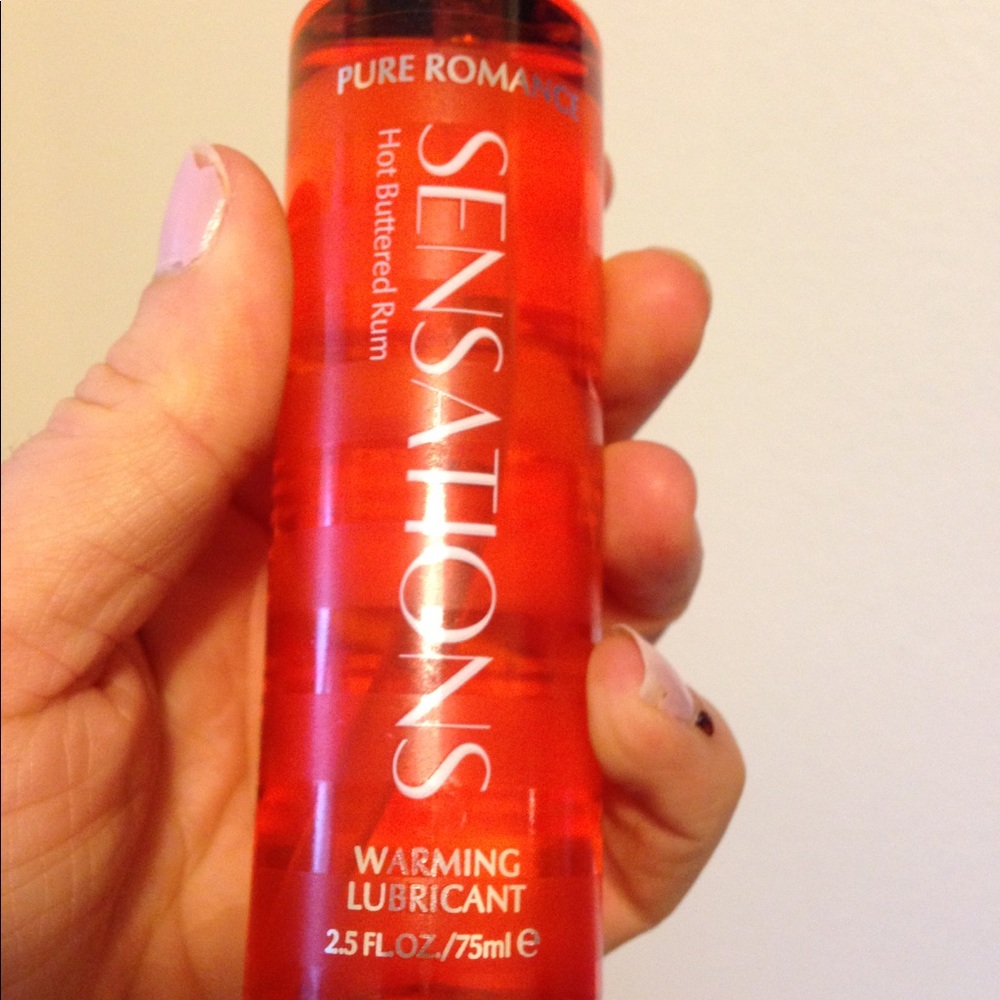 PURE ROMANCE
SENSATIONS
Hot Buttered Rum
WARMING
LUBRICANT
2.5 FL.OZ./75ml ℮